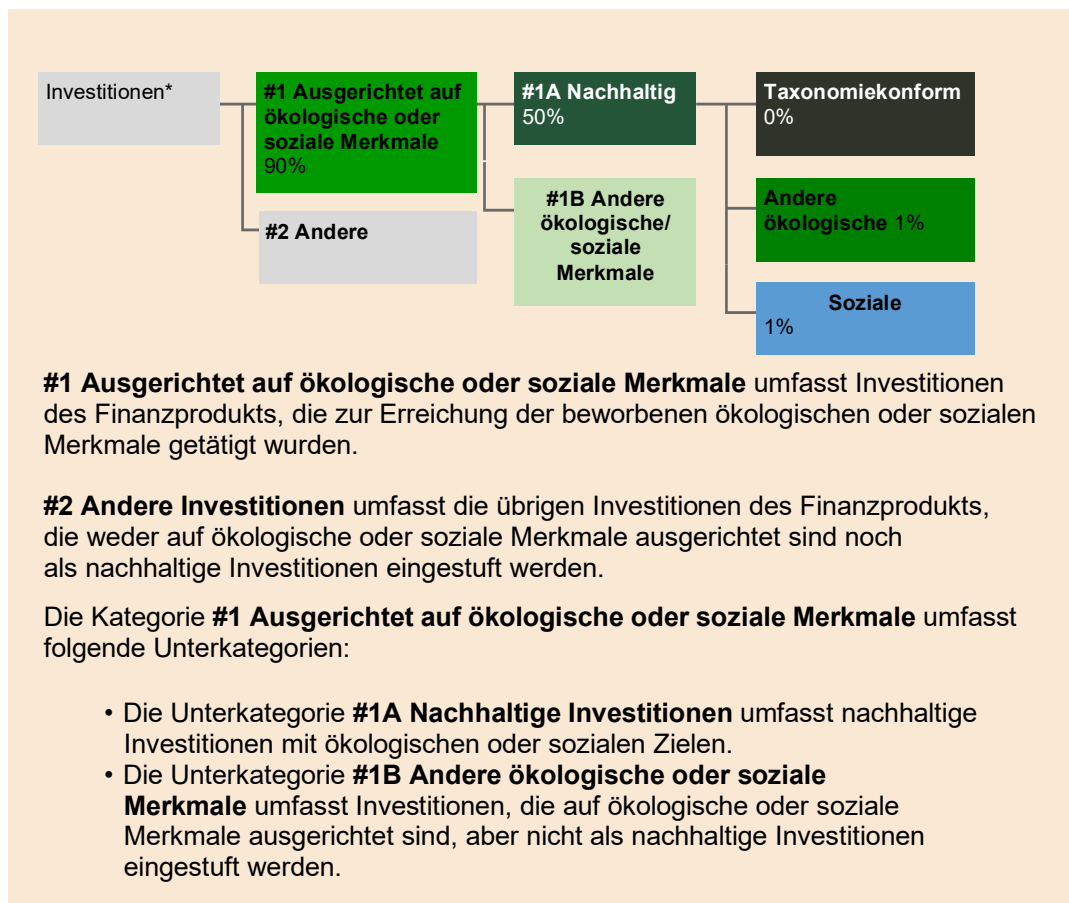 Investitionen*
#1 Ausgerichtet auf
ökologische oder
soziale Merkmale
90%
#2 Andere
#1A Nachhaltig
50%
#1B Andere
ökologische/
soziale
Merkmale
Taxonomiekonform
0%
Andere
ökologische 1%
Soziale
1%
#1 Ausgerichtet auf ökologische oder soziale Merkmale umfasst Investitionen
des Finanzprodukts, die zur Erreichung der beworbenen ökologischen oder sozialen
Merkmale getätigt wurden.
#2 Andere Investitionen umfasst die übrigen Investitionen des Finanzprodukts,
die weder auf ökologische oder soziale Merkmale ausgerichtet sind noch
als nachhaltige Investitionen eingestuft werden.
Die Kategorie #1 Ausgerichtet auf ökologische oder soziale Merkmale umfasst
folgende Unterkategorien:
• Die Unterkategorie #1A Nachhaltige Investitionen umfasst nachhaltige
Investitionen mit ökologischen oder sozialen Zielen.
• Die Unterkategorie #1B Andere ökologische oder soziale
Merkmale umfasst Investitionen, die auf ökologische oder soziale
Merkmale ausgerichtet sind, aber nicht als nachhaltige Investitionen
eingestuft werden.